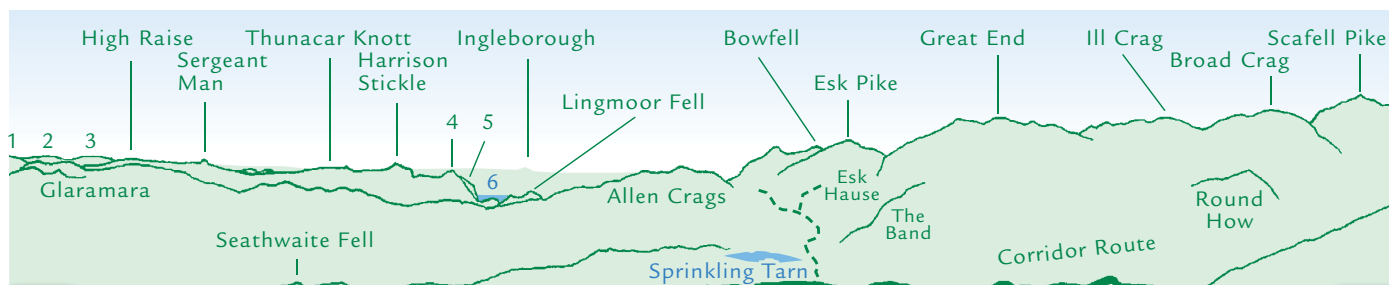 High Raise
Thunacar Knott
Ingleborough
Bowfell
Great End
Ill Crag
Scafell Pike
Sergeant
Man
Harrison
Stickle
Broad Crag
Esk Pike
Lingmoor Fell
1
2
3
4
5
6
Glaramara
Allen Crags
Esk
Hause
The
Band
Round
How
Seathwaite Fell
Sprinkling Tarn
Corridor Route